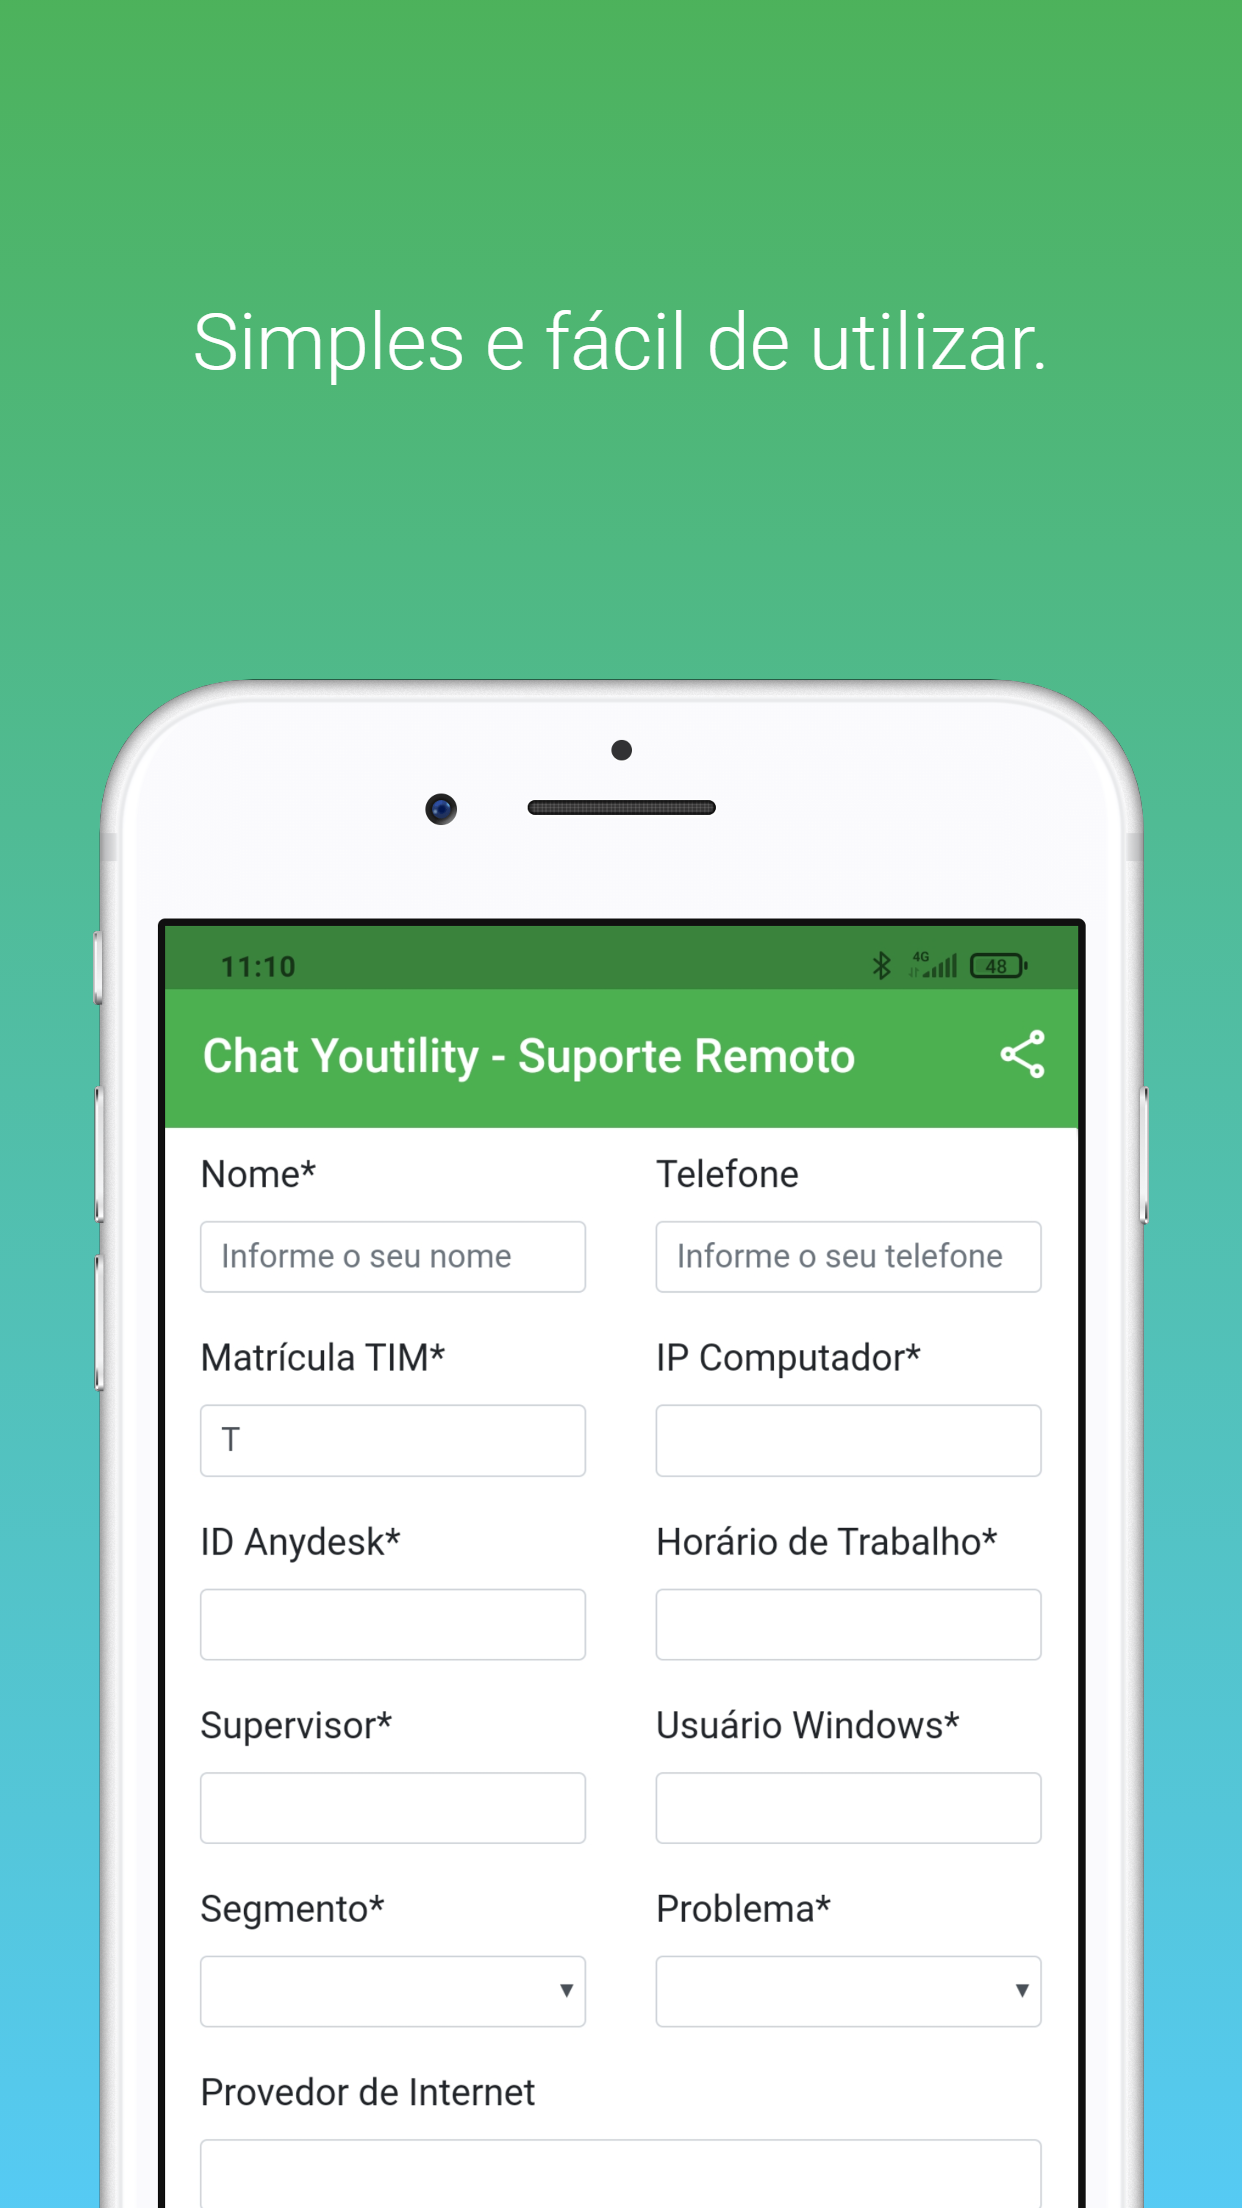 Simples e fácil de utilizar.
11:10
4G
48
Chat Youtility - Suporte Remoto
Nome*
Telefone
Informe o seu nome
Informe o seu telefone
Matrícula TIM*
IP Computador*
T
ID Anydesk*
Horário de Trabalho*
Supervisor*
Usuário Windows*
Segmento*
Problema*
Provedor de Internet